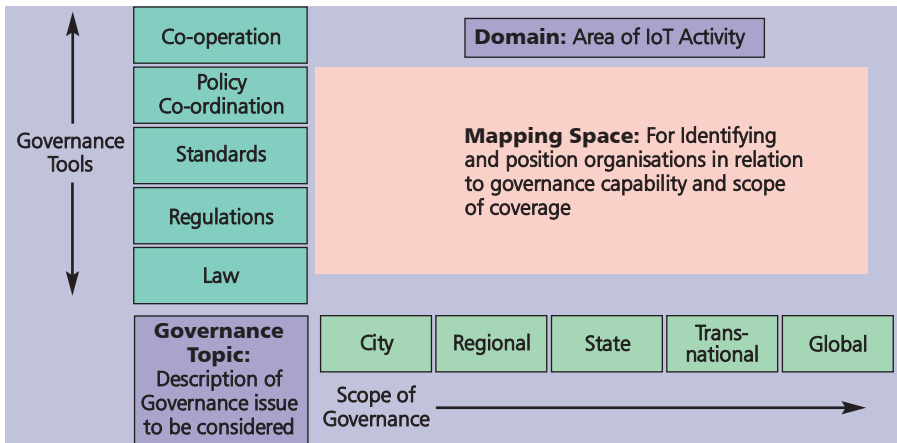 Co-operation
Domain: Area of IoT Activity
Policy
Co-ordination
Governance
Tools
Standards
Mapping Space: For Identifying
and position organisations in relation
to governance capability and scope
of coverage
Regulations
Law
Governance
Topic:
Description of
Governance issue
to be considered
City
Regional
State
Trans-
national
Global
Scope of
Governance